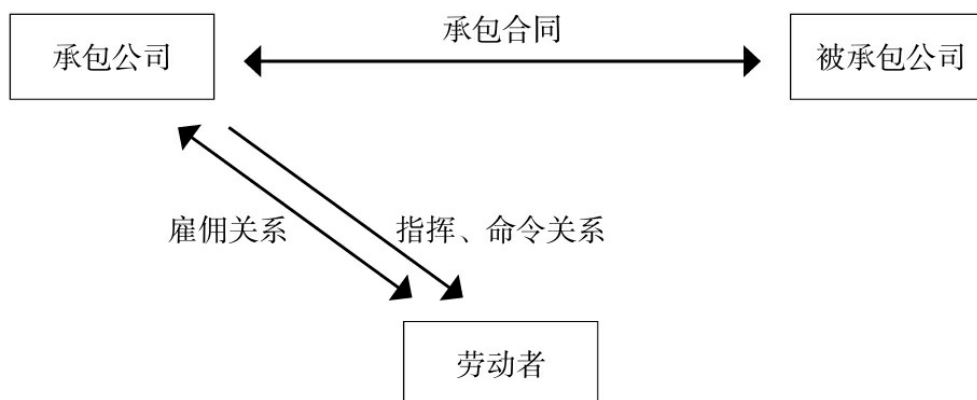 承包合同
承包公司
被承包公司
雇佣关系
指挥、命令关系
劳动者